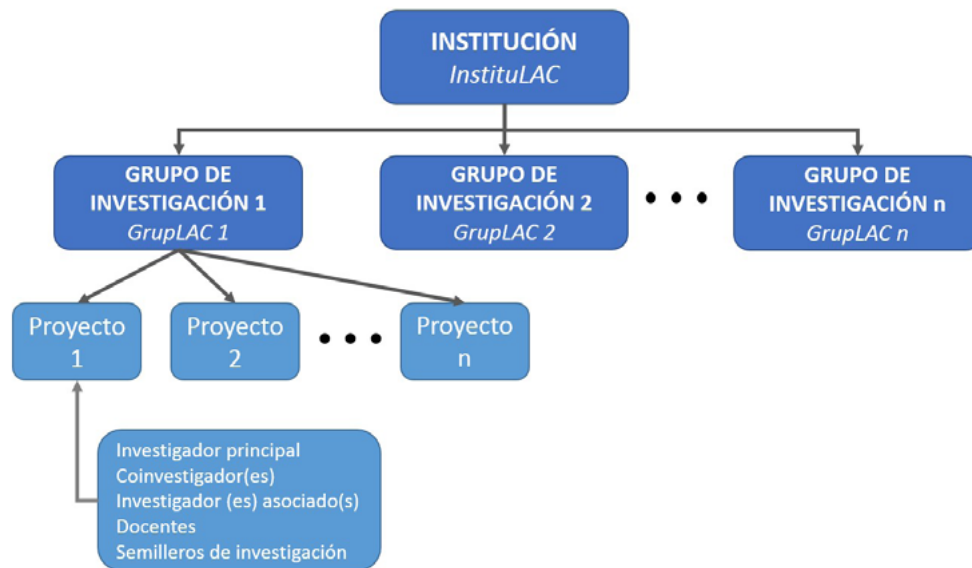 INSTITUCIÓN
InstituLAC
GRUPO DE
INVESTIGACIÓN 1
GrupLAC 1
GRUPO DE
INVESTIGACIÓN 2
GrupLAC 2
GRUPO DE
INVESTIGACIÓN n
GrupLAC n
Proyecto
1
Proyecto
2
Proyecto
n
Investigador principal
Coinvestigador(es)
Investigador (es) asociado(s)
Docentes
Semilleros de investigación